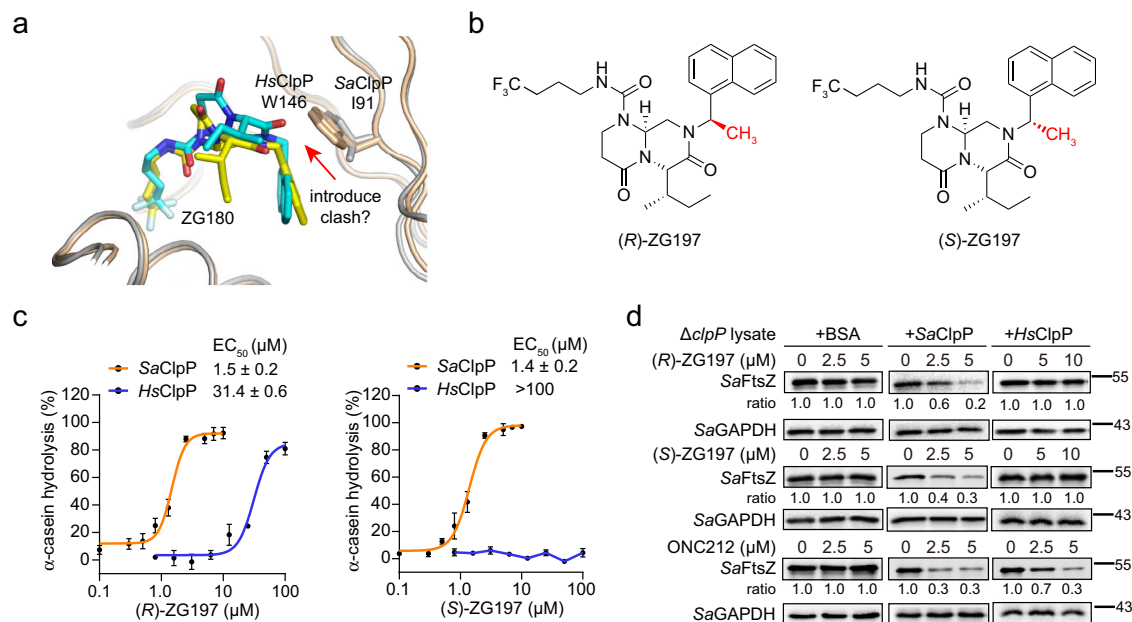 a
HsClpP
W146
SaClpP
I91
introduce
clash?
ZG180
b
F3C
H
N
O
H
N
N
N
O
O
CH3
(R)-ZG197
F3C
H
N
O
H
N
N
N
O
O
CH3
(S)-ZG197
c
EC50 (µM)
SaClpP 1.5 ± 0.2
HsClpP 31.4 ± 0.6
α-casein hydrolysis (%)
120
100
80
60
40
20
0
0.1 1.0 10 100
(R)-ZG197 (µM)
EC50 (µM)
SaClpP 1.4 ± 0.2
HsClpP >100
α-casein hydrolysis (%)
120
100
80
60
40
20
0
0.1 1.0 10 100
(S)-ZG197 (µM)
d
ΔclpP lysate +BSA +SaClpP +HsClpP
(R)-ZG197 (µM) 0 2.5 5 0 2.5 5 0 5 10
SaFtsZ 55
ratio 1.0 1.0 1.0 1.0 0.6 0.2 1.0 1.0 1.0
SaGAPDH 43
(S)-ZG197 (µM) 0 2.5 5 0 2.5 5 0 5 10
SaFtsZ 55
ratio 1.0 1.0 1.0 1.0 0.4 0.3 1.0 1.0 1.0
SaGAPDH 43
ONC212 (µM) 0 2.5 5 0 2.5 5 0 2.5 5
SaFtsZ 55
ratio 1.0 1.0 1.0 1.0 0.3 0.3 1.0 0.7 0.3
SaGAPDH 43